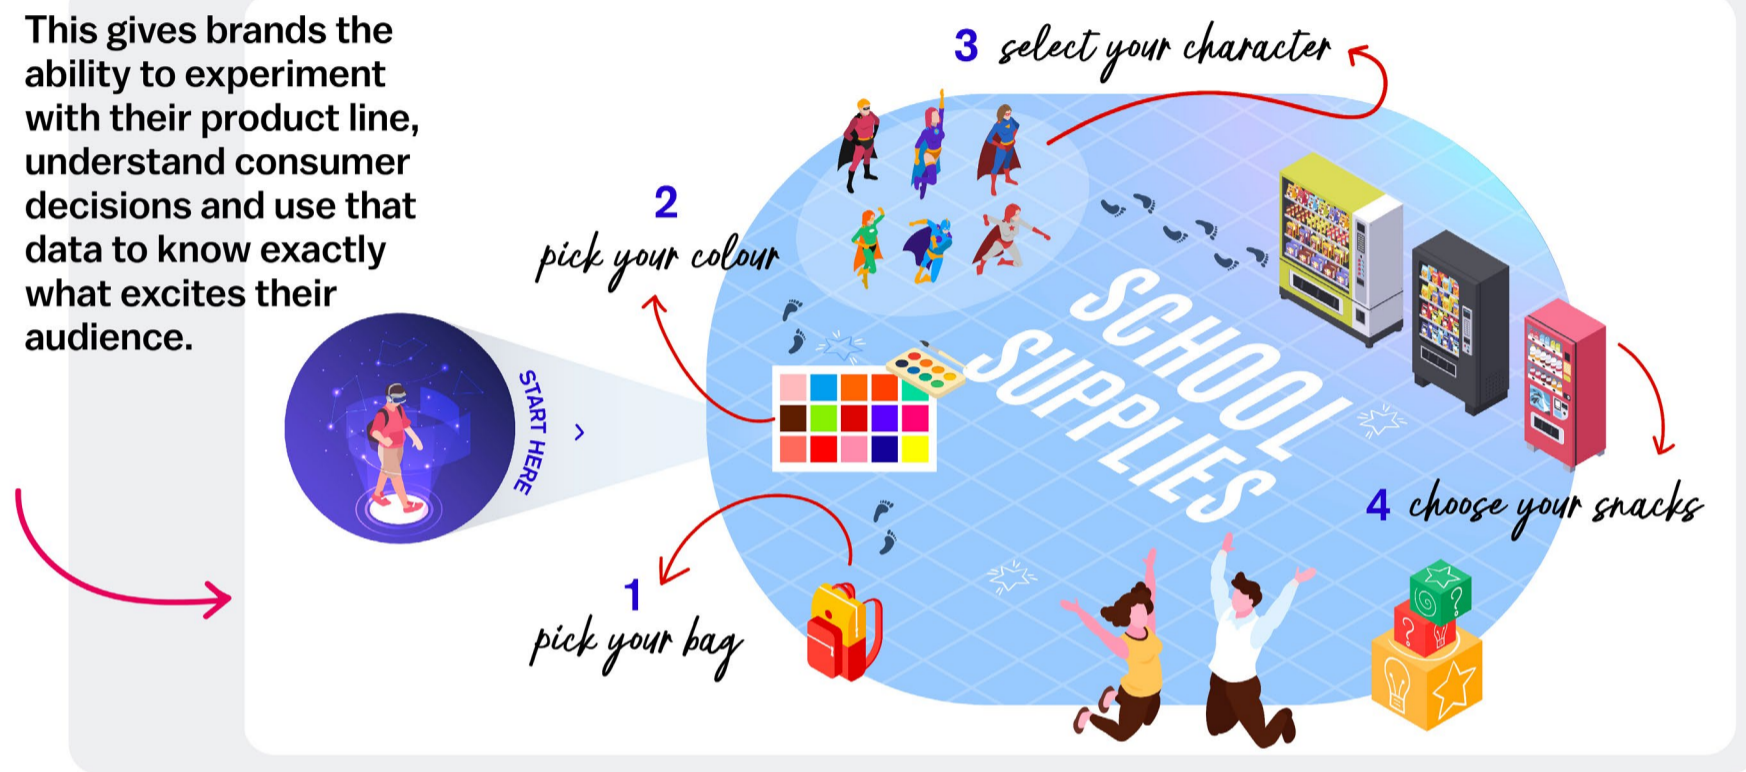 This gives brands the
ability to experiment
with their product line,
understand consumer
decisions and use that
data to know exactly
what excites their
audience.
START HERE
1
pick your bag
2
pick your colour
3 select your character
4 choose your snacks
SCHOOL
SUPPLIES
?
?